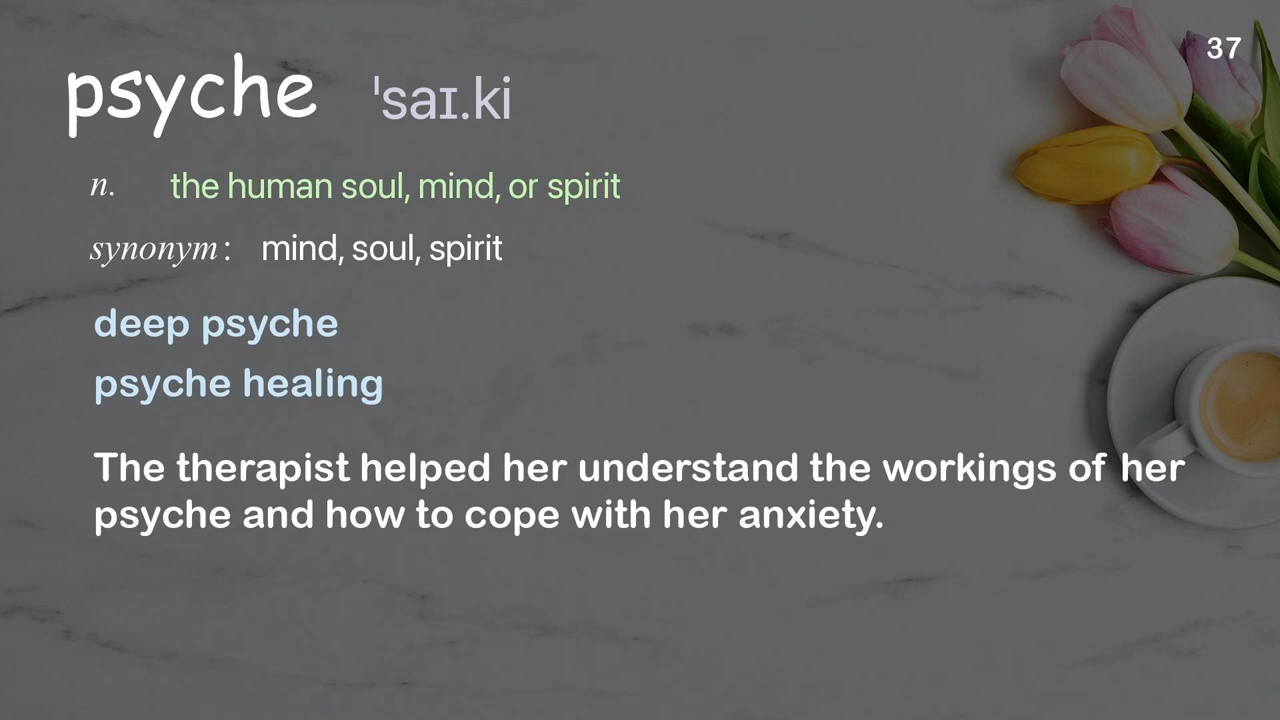 37
psyche ˈsaɪ.ki
n. the human soul, mind, or spirit
synonym: mind, soul, spirit
deep psyche
psyche healing
The therapist helped her understand the workings of her
psyche and how to cope with her anxiety.